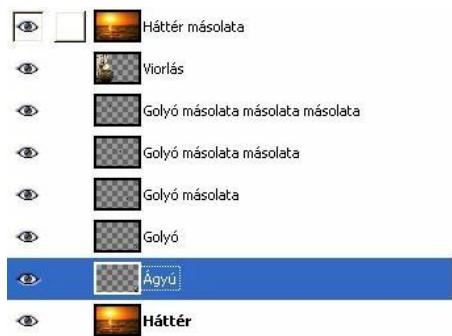 Háttér másolata
Viorlás
Golyó másolata másolata másolata
Golyó másolata másolata
Golyó másolata
Golyó
Ágyú
Háttér